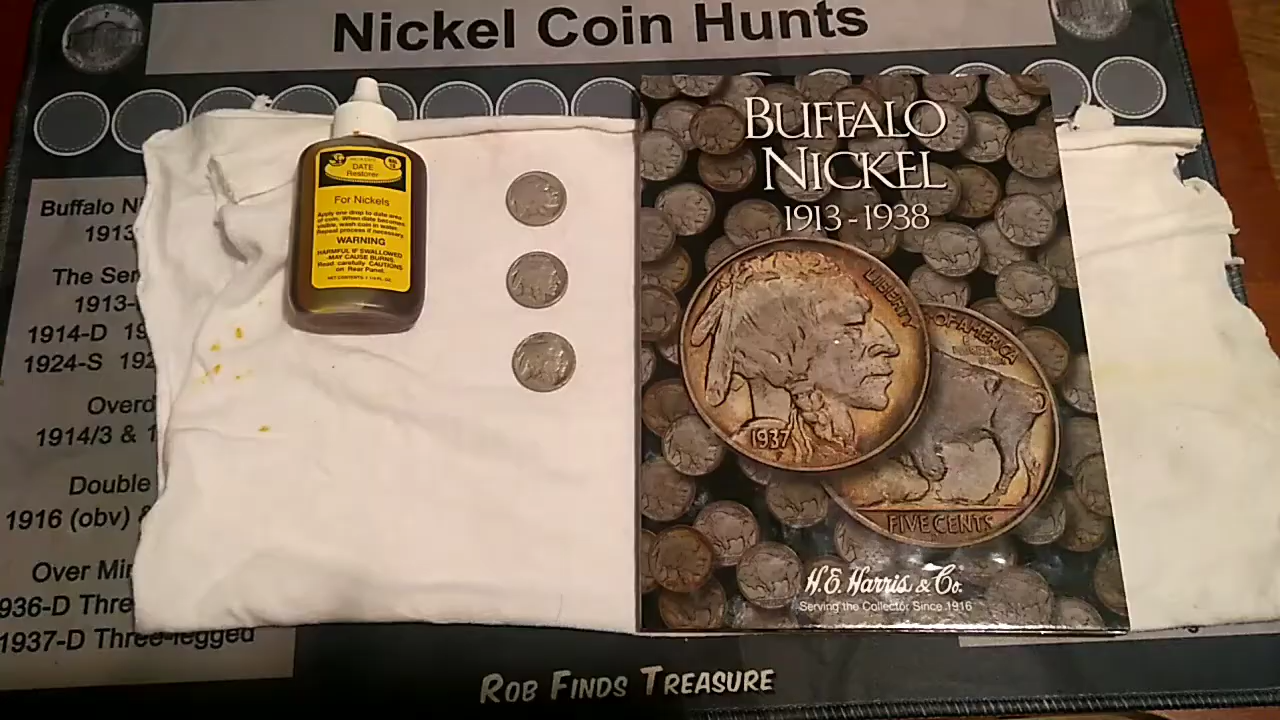 Nickel Coin Hunts
Buffalo Ni
1913
The Ser
1913-
1914-D 19
1924-S 192
Overd
1914/3 & 1
Double
1916 (obv) &
Over Min
936-D Thre
1937-D Three-legged
DATE
Restorer
For Nickels
Apply one drop to date area
of coin. When date becomes
visible, wash coin in water.
Repeat process if necessary.
WARNING
HARMFUL IF SWALLOWED
-MAY CAUSE BURNS.
Read carefully CAUTIONS
on Rear Panel.
BUFFALO
NICKEL
1913-1938
LIBERTY
1937
OF AMERICA
FIVE CENTS
H.E. Harris & Co.
Serving the Collector Since 1916
ROB FINDS TREASURE